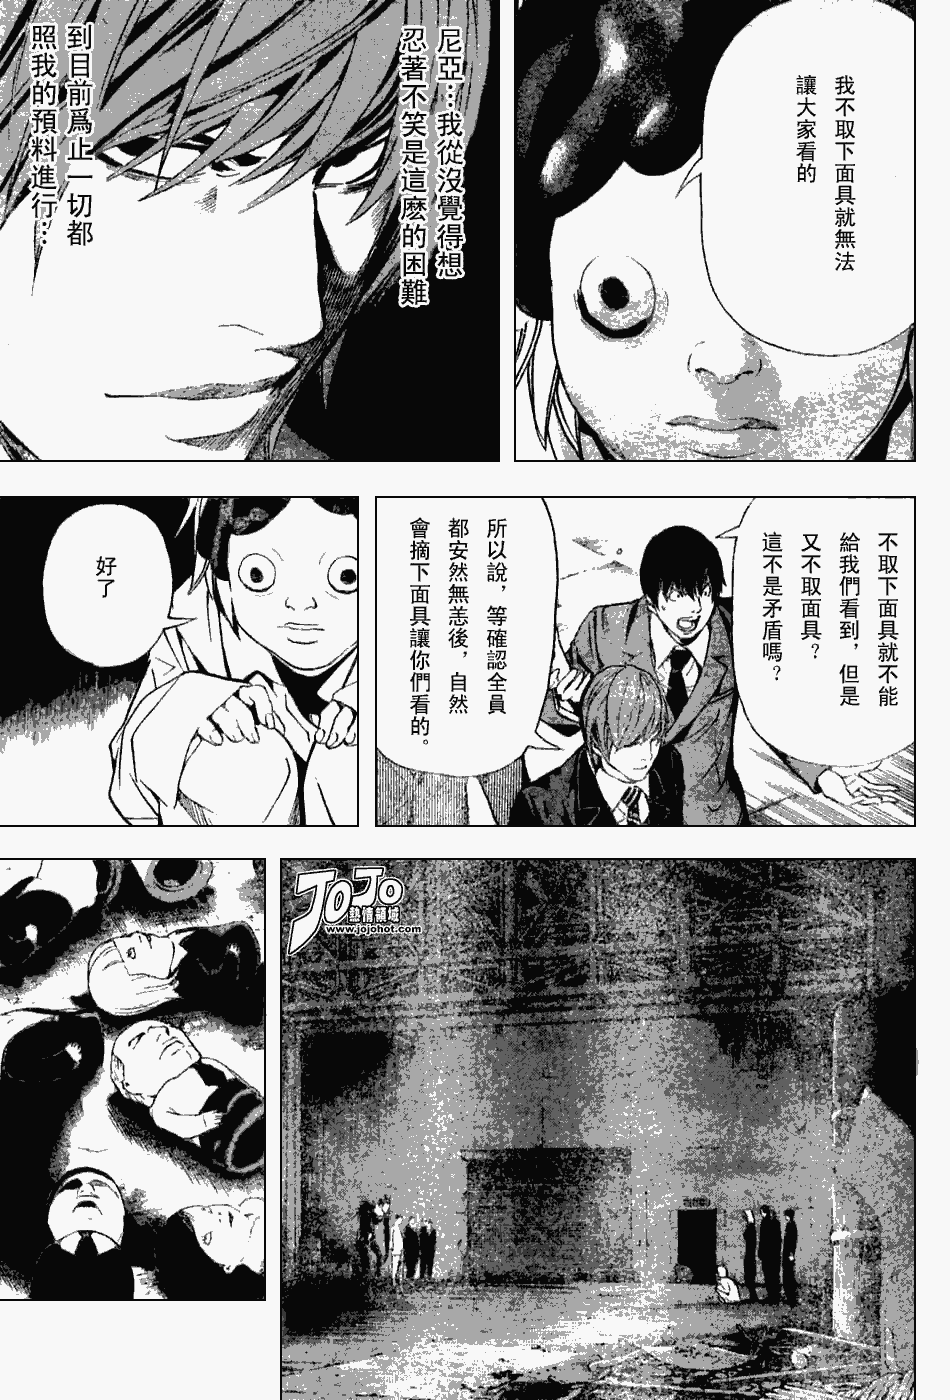 我不取下面具就無法
讓大家看的
尼亞…我從沒覺得想
忍著不笑是這麽的困難
到目前爲止一切都
照我的預料進行…
不取下面具就不能
給我們看到，但是
又不取面具？
這不是矛盾嗎？
所以說，等確認全員
都安然無恙後，自然
會摘下面具讓你們看的。
好了
JOJO
熱情領域
www.jojohot.com